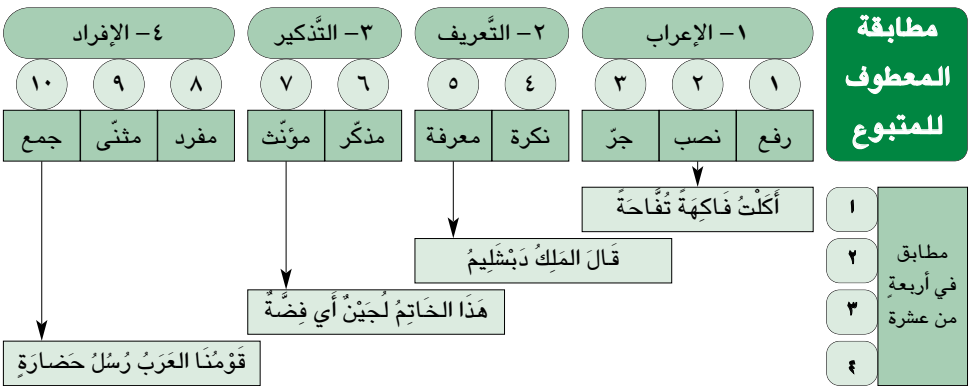 مطابقة
المعطوف
للمتبوع
١- الإعراب
٢- التَّعريف
٣- التَّذكير
٤- الإفراد
١ ٢ ٣ ٤ ٥ ٦ ٧ ٨ ٩ ١٠
رفع نصب جرّ نكرة معرفة مذكّر مؤنّث مفرد مثنّى جمع
مطابق
في أربعةٍ
من عشرة
١
أَكَلْتُ فَاكِهَةً تُفَّاحَةً
٢
قَالَ المَلِكُ دَبْشَلِيمُ
٣
هَذَا الخَاتِمُ لُجَيْنٌ أَي فِضَّةٌ
٤
قَوْمُنَا العَرَبُ رُسُلُ حَضارَةٍ